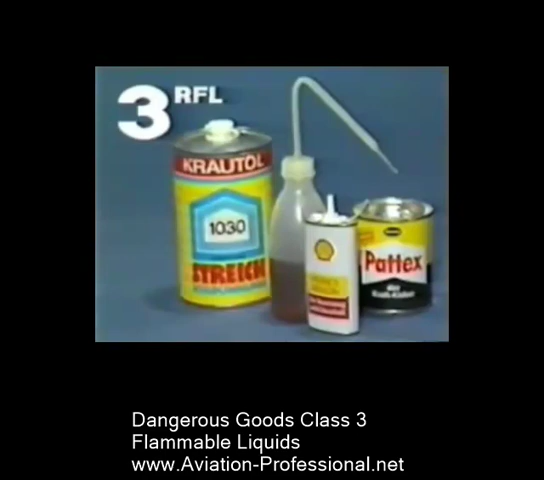 3 RFL
KRAUTOL
1030
STREICH
Pattex
Dangerous Goods Class 3
Flammable Liquids
www.Aviation-Professional.net